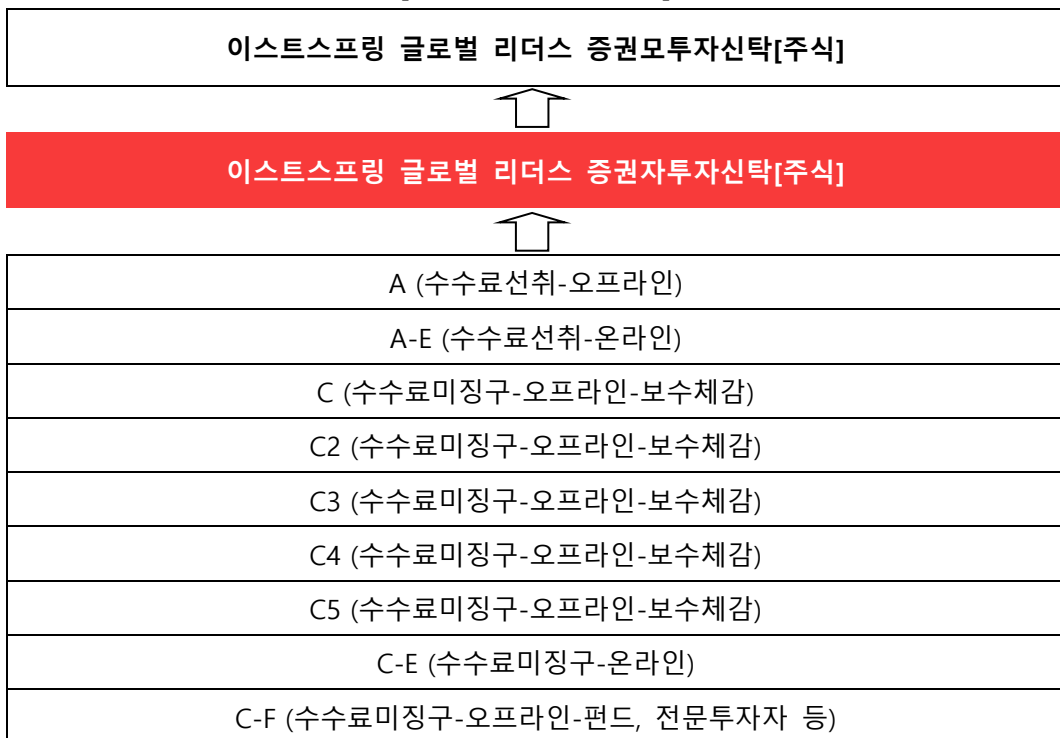 이스트스프링 글로벌 리더스 증권모투자신탁[주식]
이스트스프링 글로벌 리더스 증권자투자신탁[주식]
A (수수료선취-오프라인)
A-E (수수료선취-온라인)
C (수수료미징구-오프라인-보수체감)
C2 (수수료미징구-오프라인-보수체감)
C3 (수수료미징구-오프라인-보수체감)
C4 (수수료미징구-오프라인-보수체감)
C5 (수수료미징구-오프라인-보수체감)
C-E (수수료미징구-온라인)
C-F (수수료미징구-오프라인-펀드, 전문투자자 등)